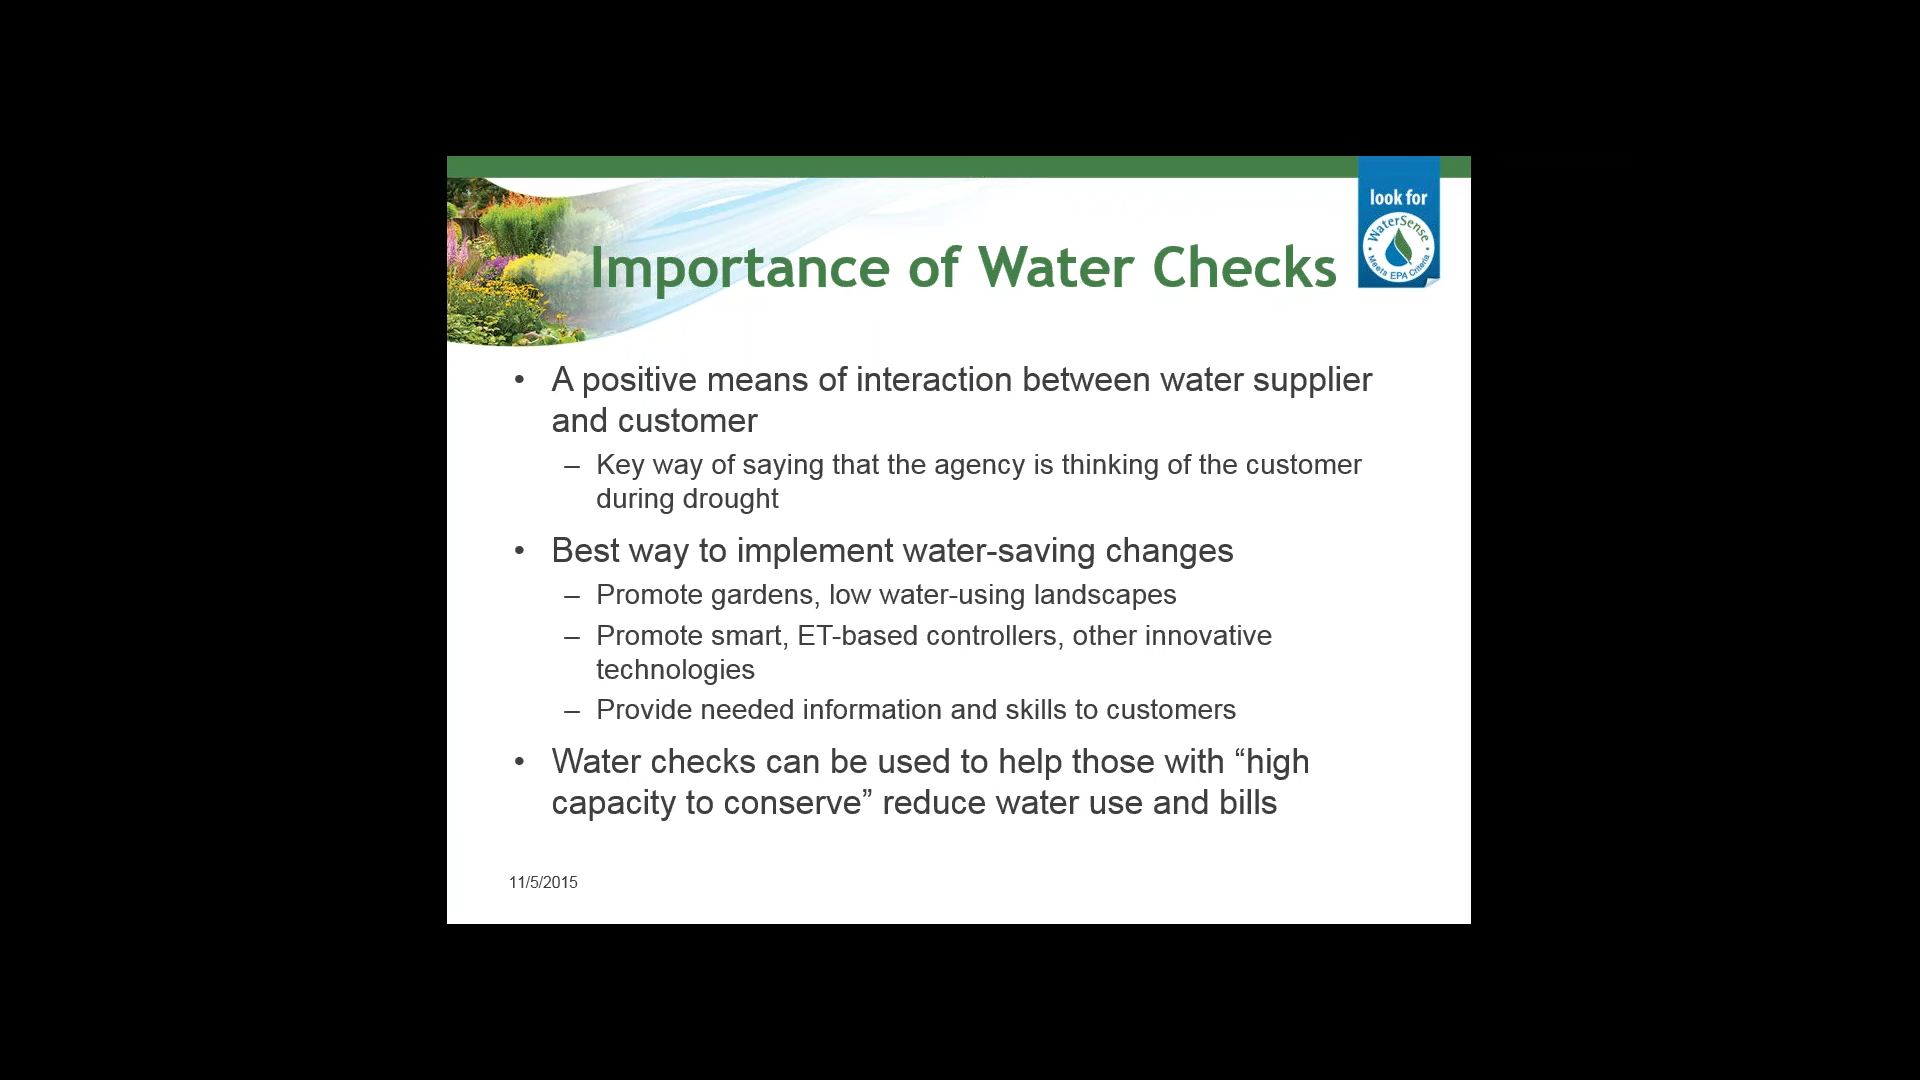 look for
WaterSense
Meets EPA Criteria
Importance of Water Checks
• A positive means of interaction between water supplier
and customer
– Key way of saying that the agency is thinking of the customer
during drought
• Best way to implement water-saving changes
– Promote gardens, low water-using landscapes
– Promote smart, ET-based controllers, other innovative
technologies
– Provide needed information and skills to customers
• Water checks can be used to help those with “high
capacity to conserve” reduce water use and bills
11/5/2015